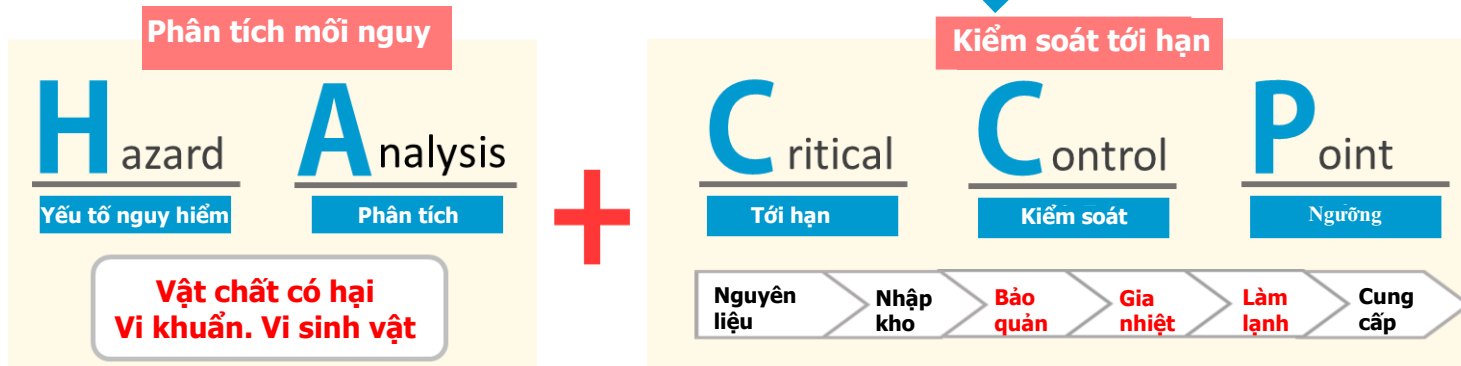 Phân tích mối nguy
Hazard Analysis
Yếu tố nguy hiểm Phân tích
Vật chất có hại
Vi khuẩn. Vi sinh vật
+
Kiểm soát tới hạn
Critical Control Point
Tới hạn Kiểm soát Ngưỡng
Nguyên liệu
Nhập kho
Bảo quản
Gia nhiệt
Làm lạnh
Cung cấp